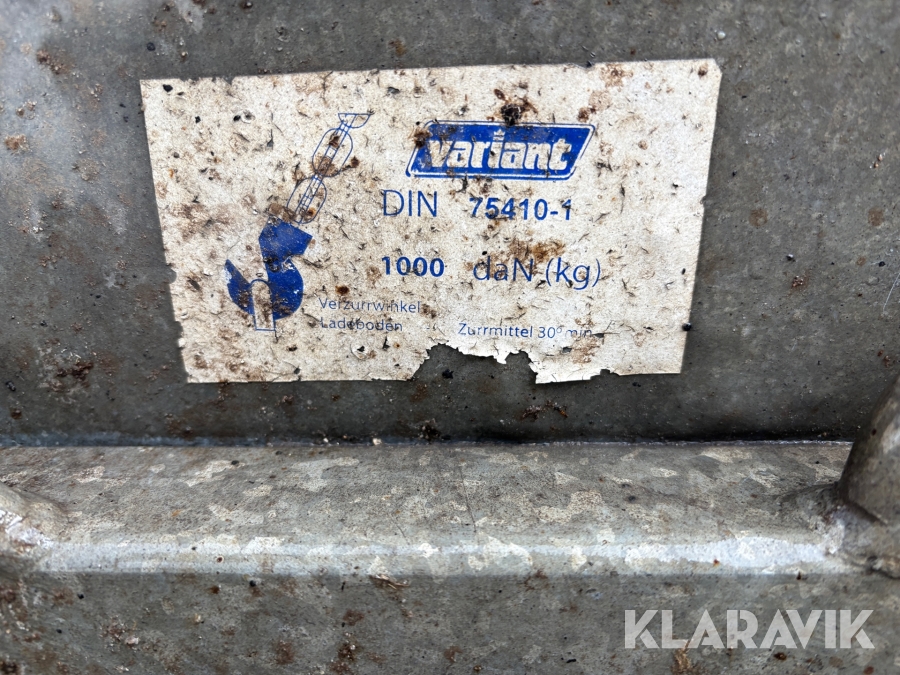 variant
DIN 75410-1
1000 daN (kg)
Verzurrwinkel
Ladeboden Zurrmittel 30° min.
KLARAVIK